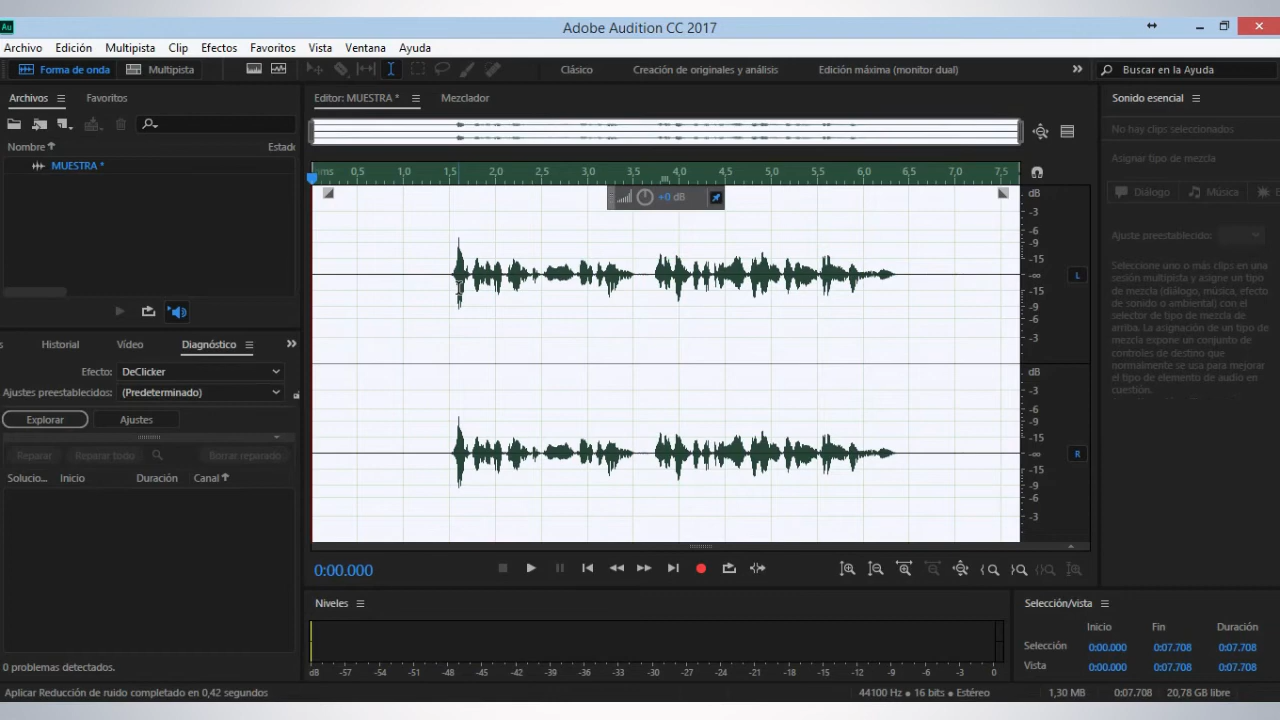 Au Adobe Audition CC 2017
Archivo Edición Multipista Clip Efectos Favoritos Vista Ventana Ayuda
Forma de onda Multipista Clásico Creación de originales y análisis Edición máxima (monitor dual) Buscar en la Ayuda
Archivos Favoritos
Nombre Estado
MUESTRA *
Historial Vídeo Diagnóstico
Efecto: DeClicker
Ajustes preestablecidos: (Predeterminado)
Explorar Ajustes
Reparar Reparar todo Borrar reparado
Solucio... Inicio Duración Canal
0 problemas detectados.
Editor: MUESTRA * Mezclador
hms 0,5 1,0 1,5 2,0 2,5 3,0 3,5 4,0 4,5 5,0 5,5 6,0 6,5 7,0 7,5
+0 dB
dB
-3
-6
-9
-15
-∞
-15
-9
-6
-3
L
dB
-3
-6
-9
-15
-∞
-15
-9
-6
-3
R
0:00.000
Niveles
dB -57 -54 -51 -48 -45 -42 -39 -36 -33 -30 -27 -24 -21 -18 -15 -12 -9 -6 -3 0
Sonido esencial
No hay clips seleccionados
Asignar tipo de mezcla
Diálogo Música
Ajuste preestablecido:
Seleccione uno o más clips en una
sesión multipista y asigne un tipo
de mezcla (diálogo, música, efecto
de sonido o ambiental) con el
selector de tipo de mezcla de
arriba. La asignación de un tipo de
mezcla expone un conjunto de
controles de destino que
normalmente se usa para mejorar
el tipo de elemento de audio en
cuestión.
Selección/vista
Inicio Fin Duración
Selección 0:00.000 0:07.708 0:07.708
Vista 0:00.000 0:07.708 0:07.708
Aplicar Reducción de ruido completado en 0,42 segundos 44100 Hz • 16 bits • Estéreo 1,30 MB 0:07.708 20,78 GB libre